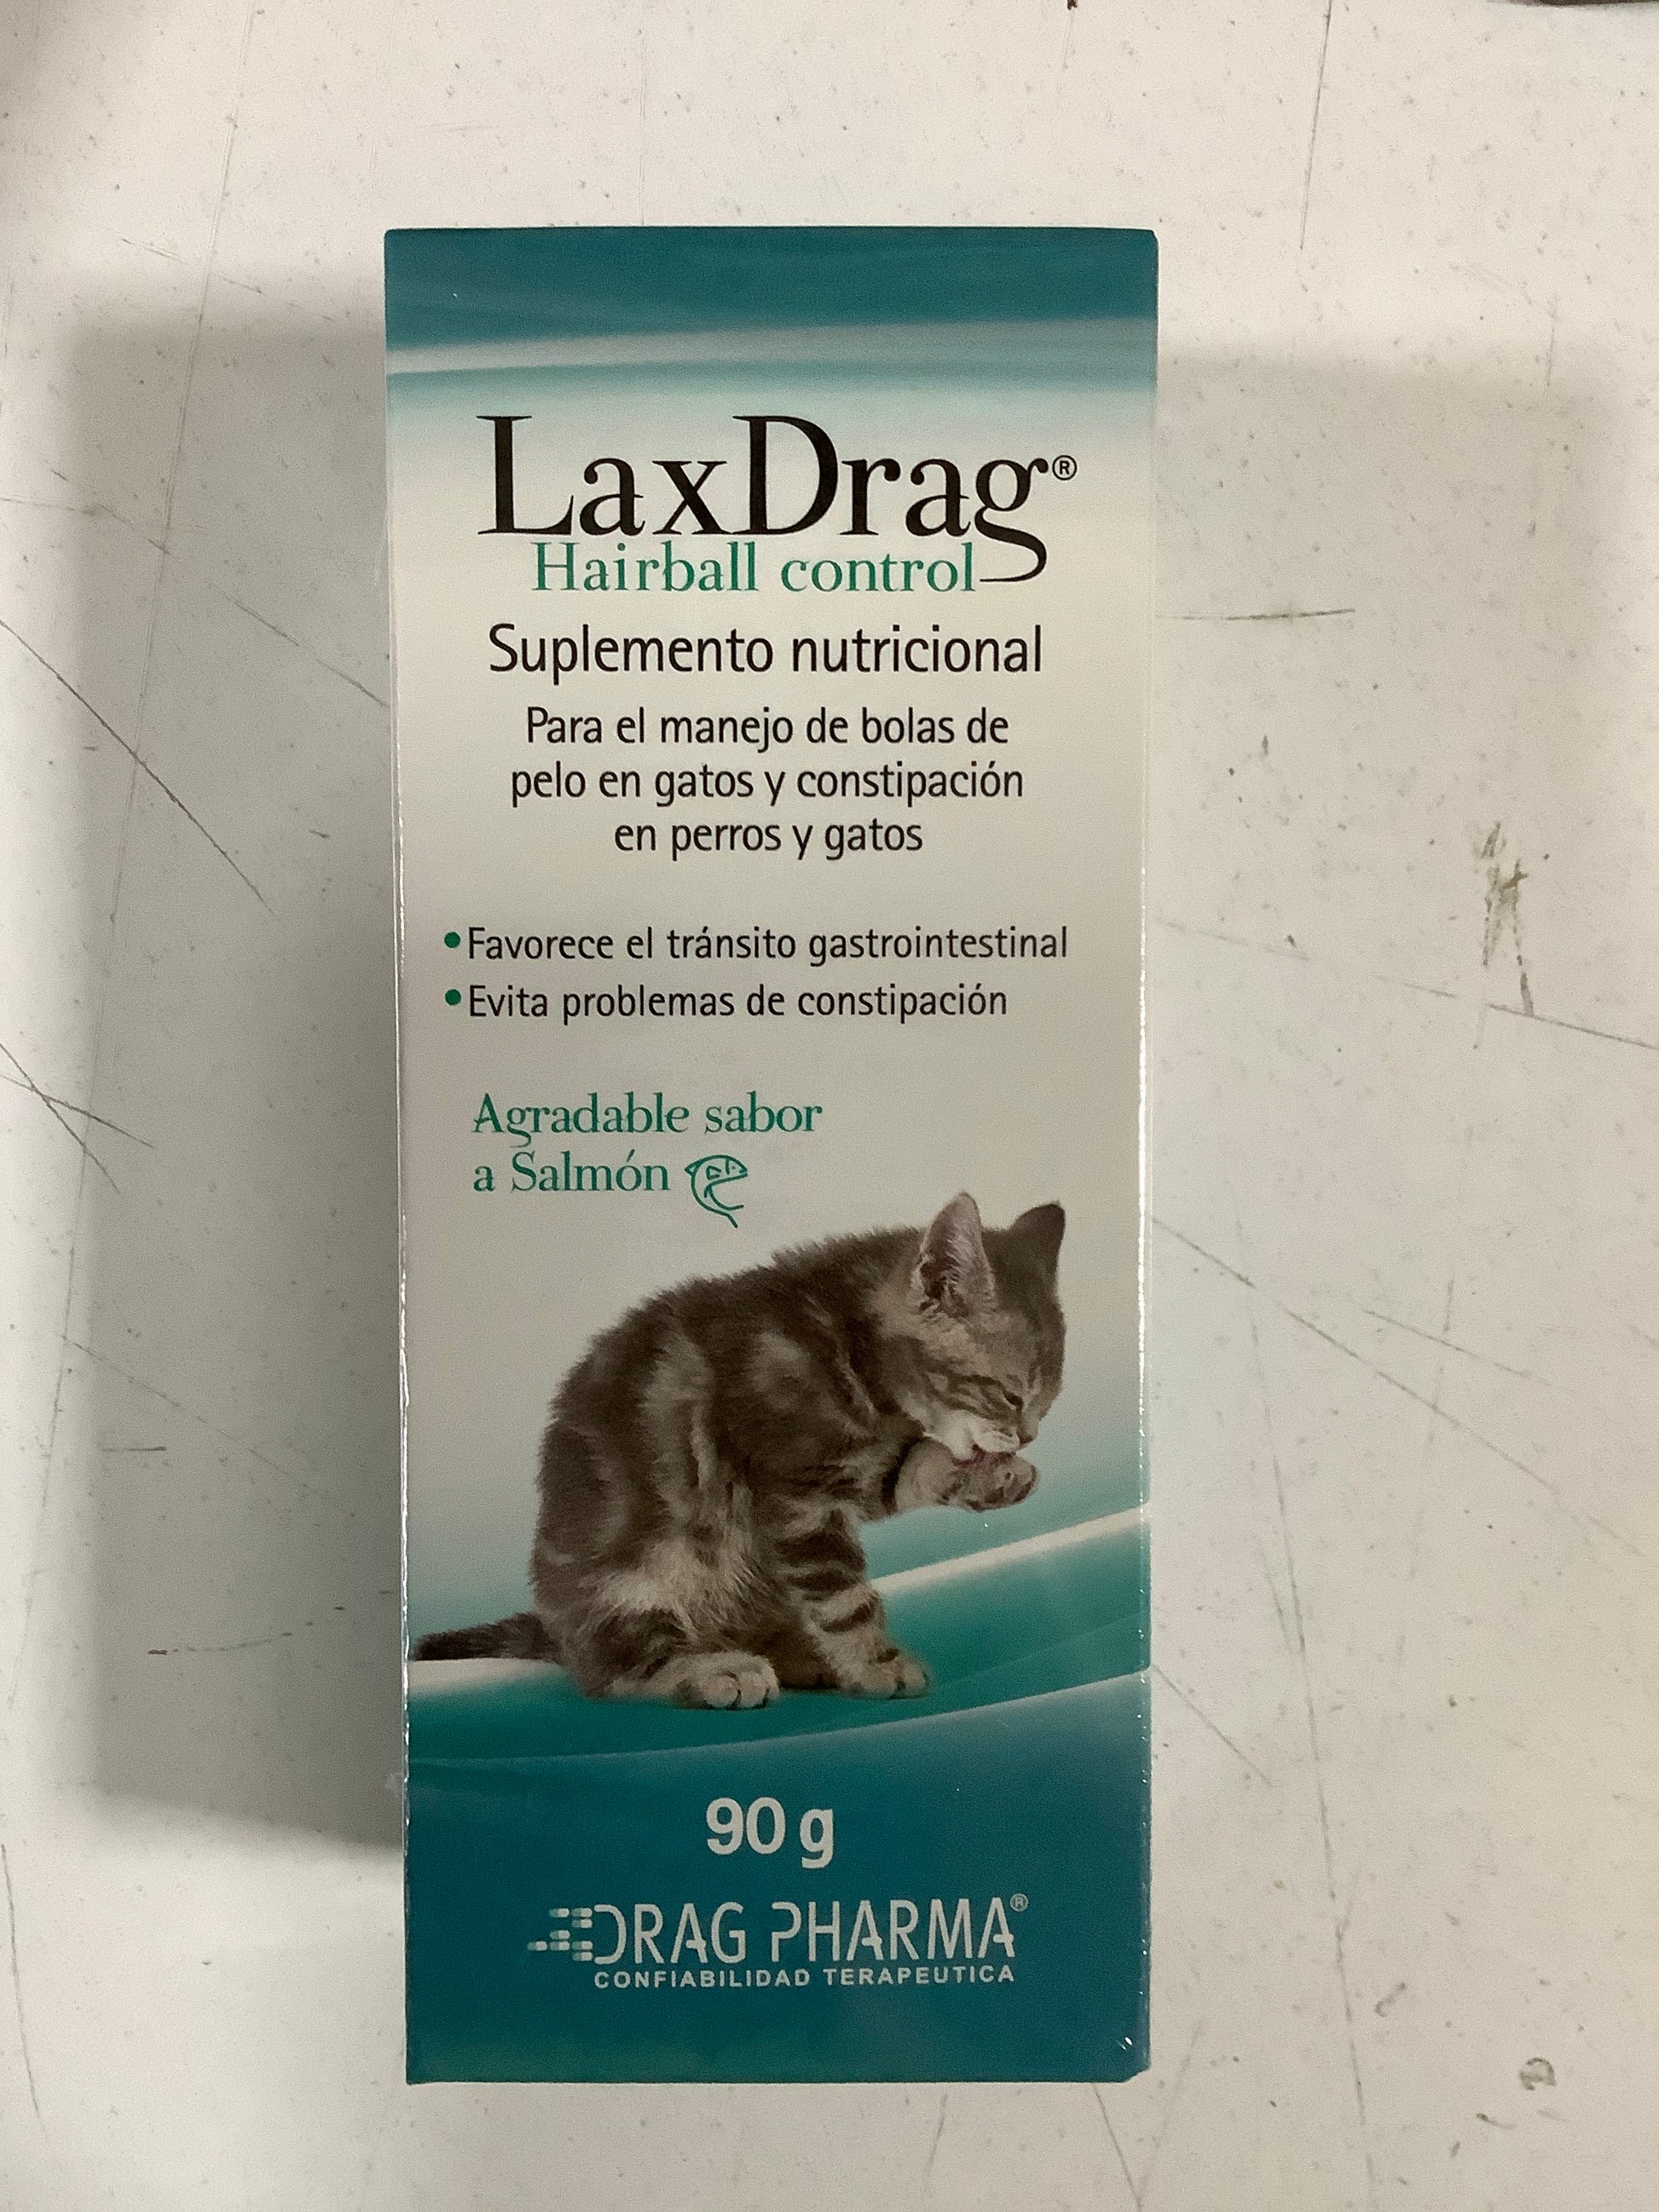 LaxDrag®
Hairball control
Suplemento nutricional
Para el manejo de bolas de
pelo en gatos y constipación
en perros y gatos
• Favorece el tránsito gastrointestinal
• Evita problemas de constipación
Agradable sabor
a Salmón
90 g
DRAG PHARMA®
CONFIABILIDAD TERAPEUTICA